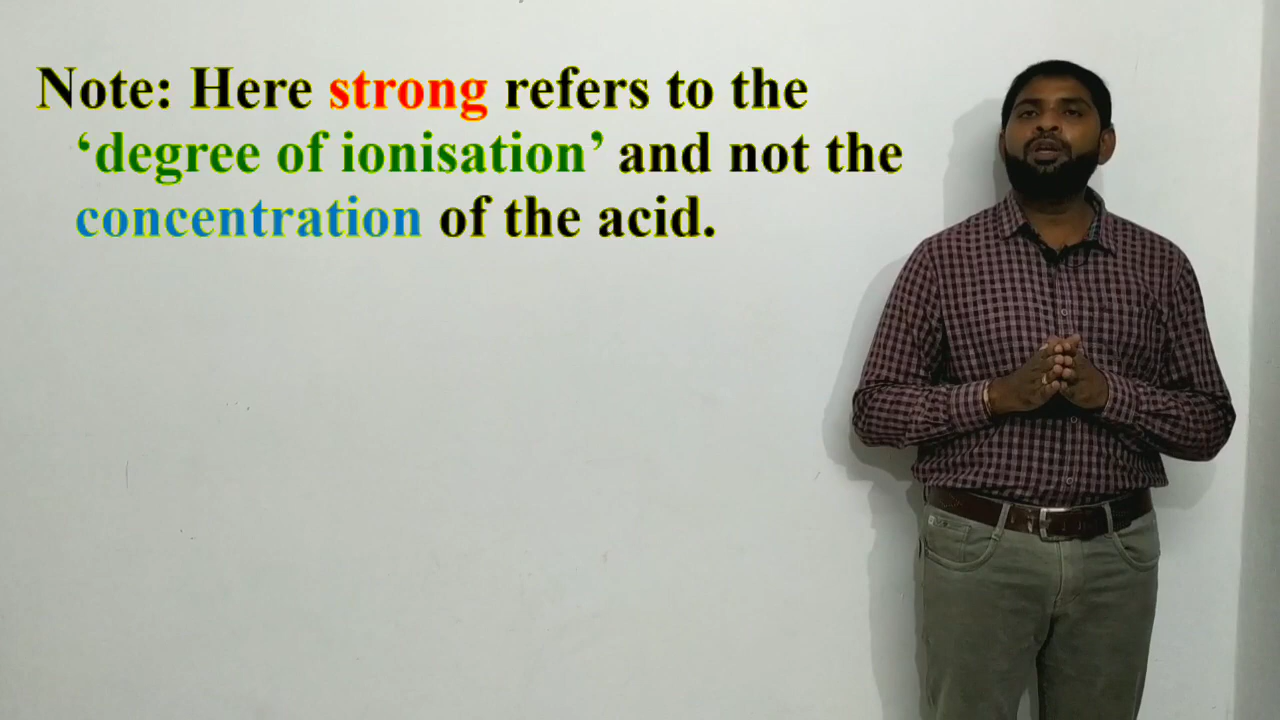 Note: Here strong refers to the
‘degree of ionisation’ and not the
concentration of the acid.